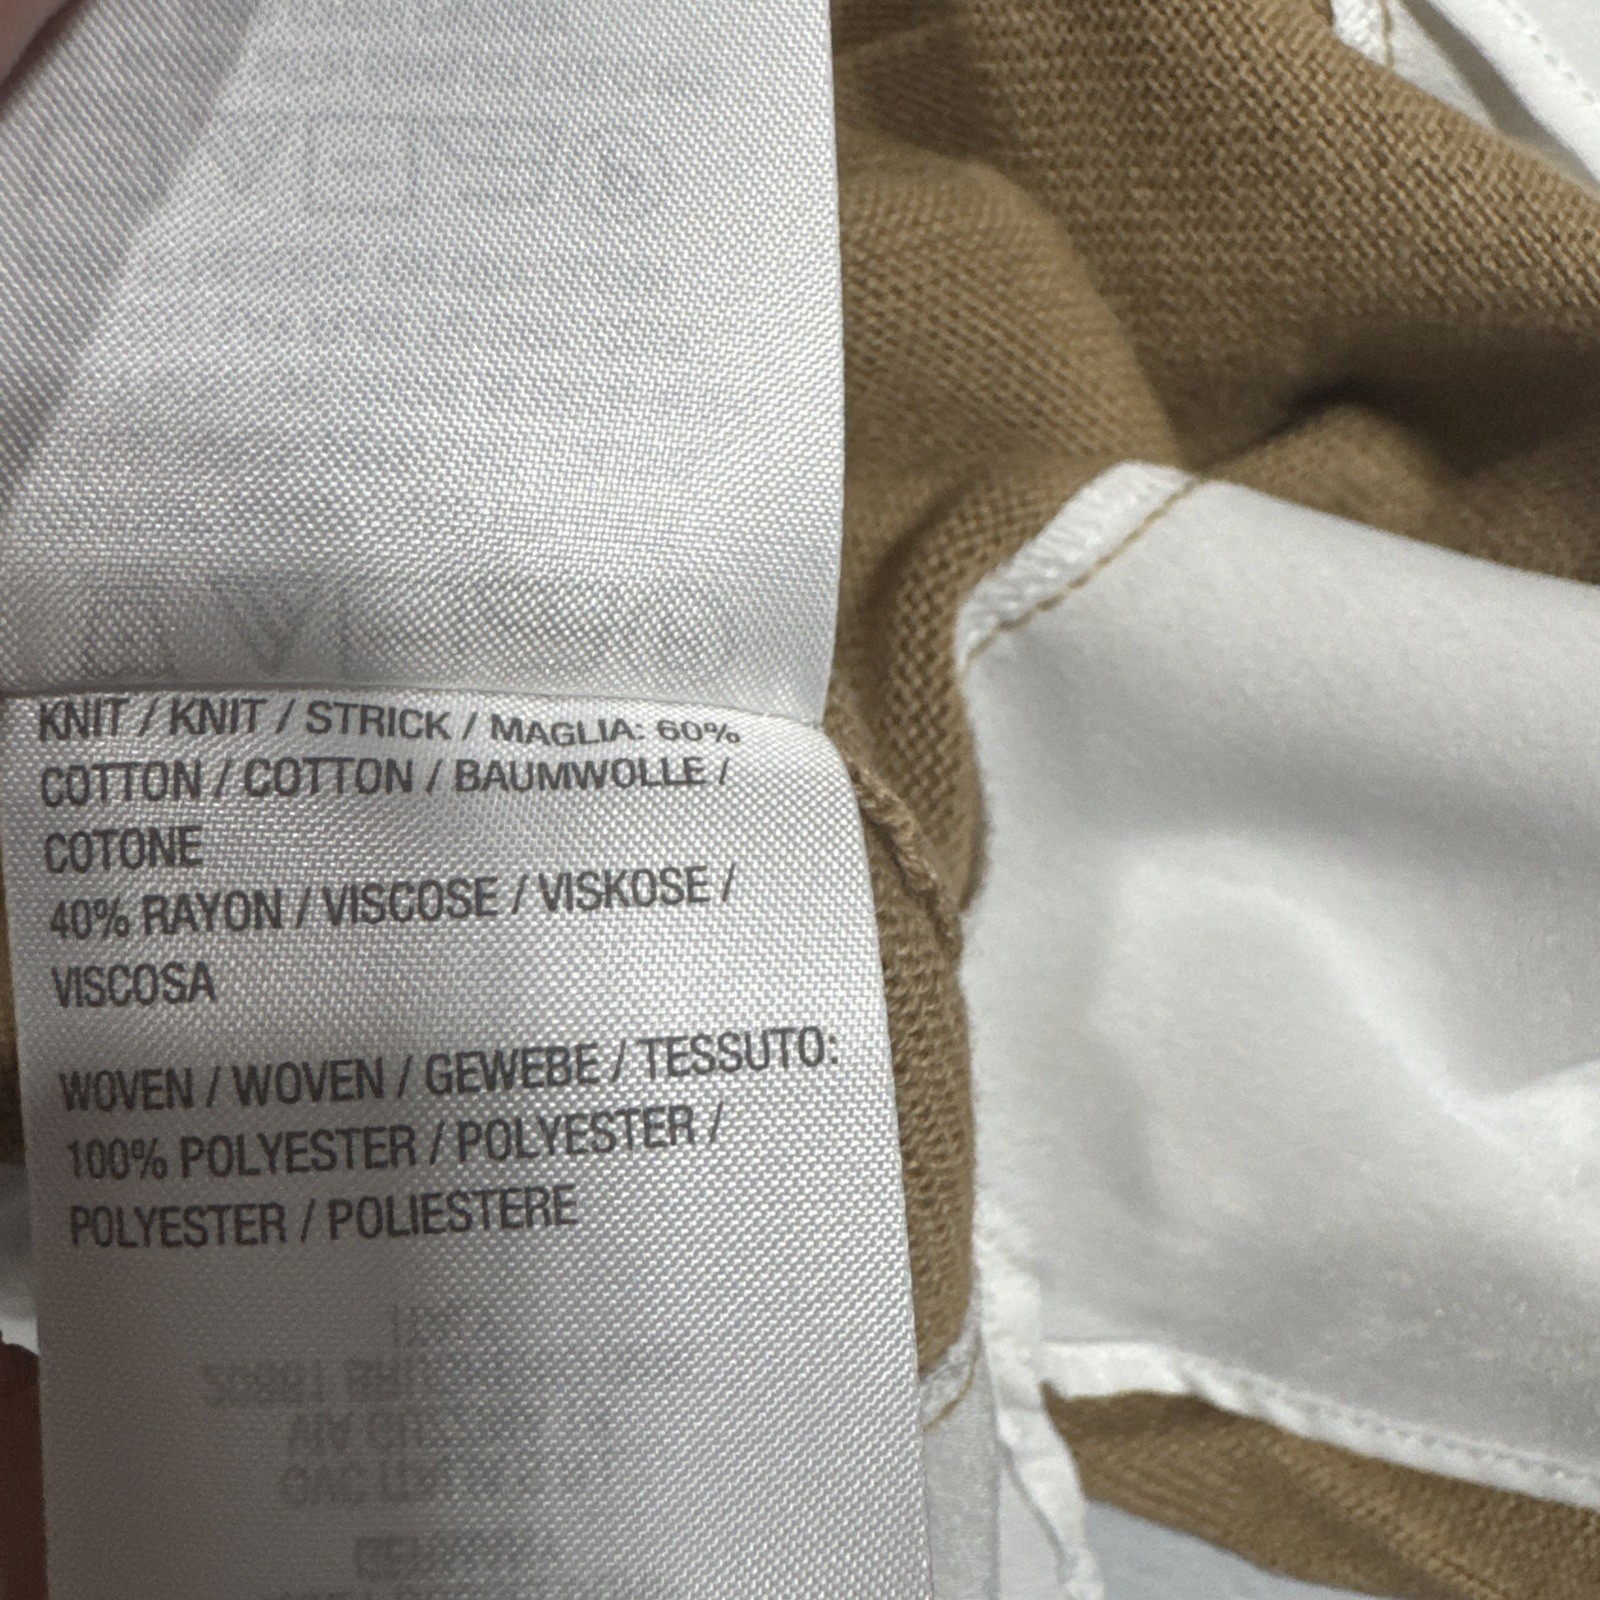 KNIT / KNIT / STRICK / MAGLIA: 60%
COTTON / COTTON / BAUMWOLLE /
COTONE
40% RAYON / VISCOSE / VISKOSE /
VISCOSA
WOVEN / WOVEN / GEWEBE / TESSUTO:
100% POLYESTER / POLYESTER /
POLYESTER / POLIESTERE